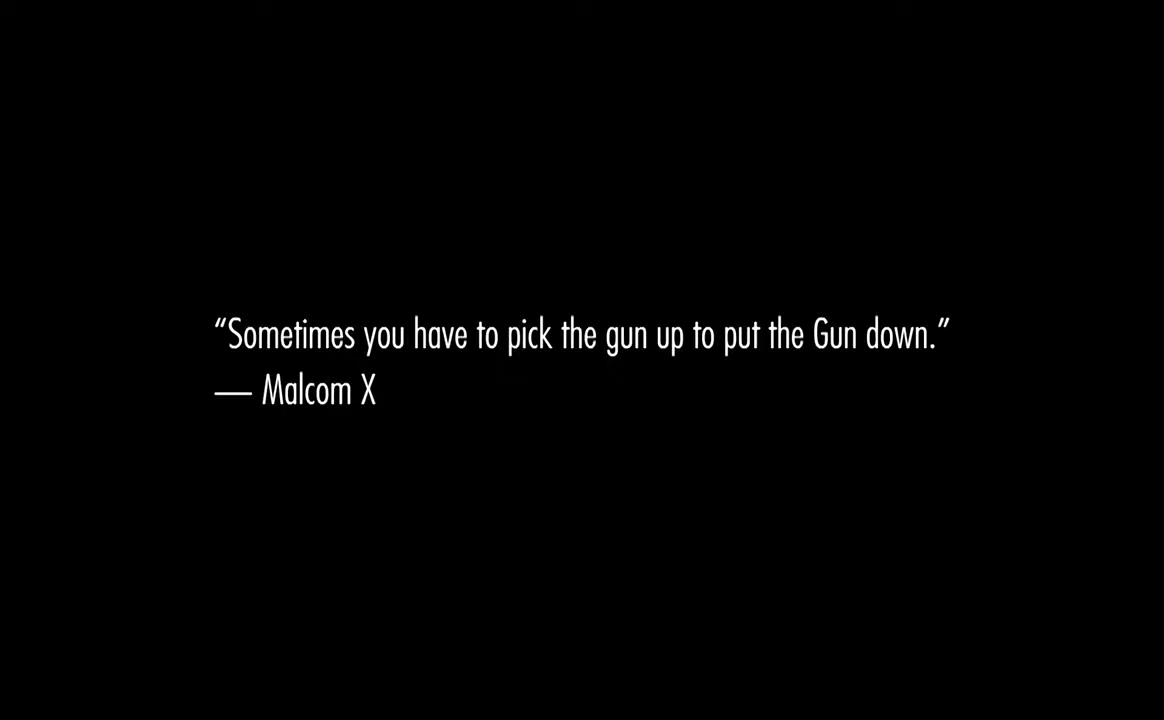 “Sometimes you have to pick the gun up to put the Gun down.”
— Malcom X